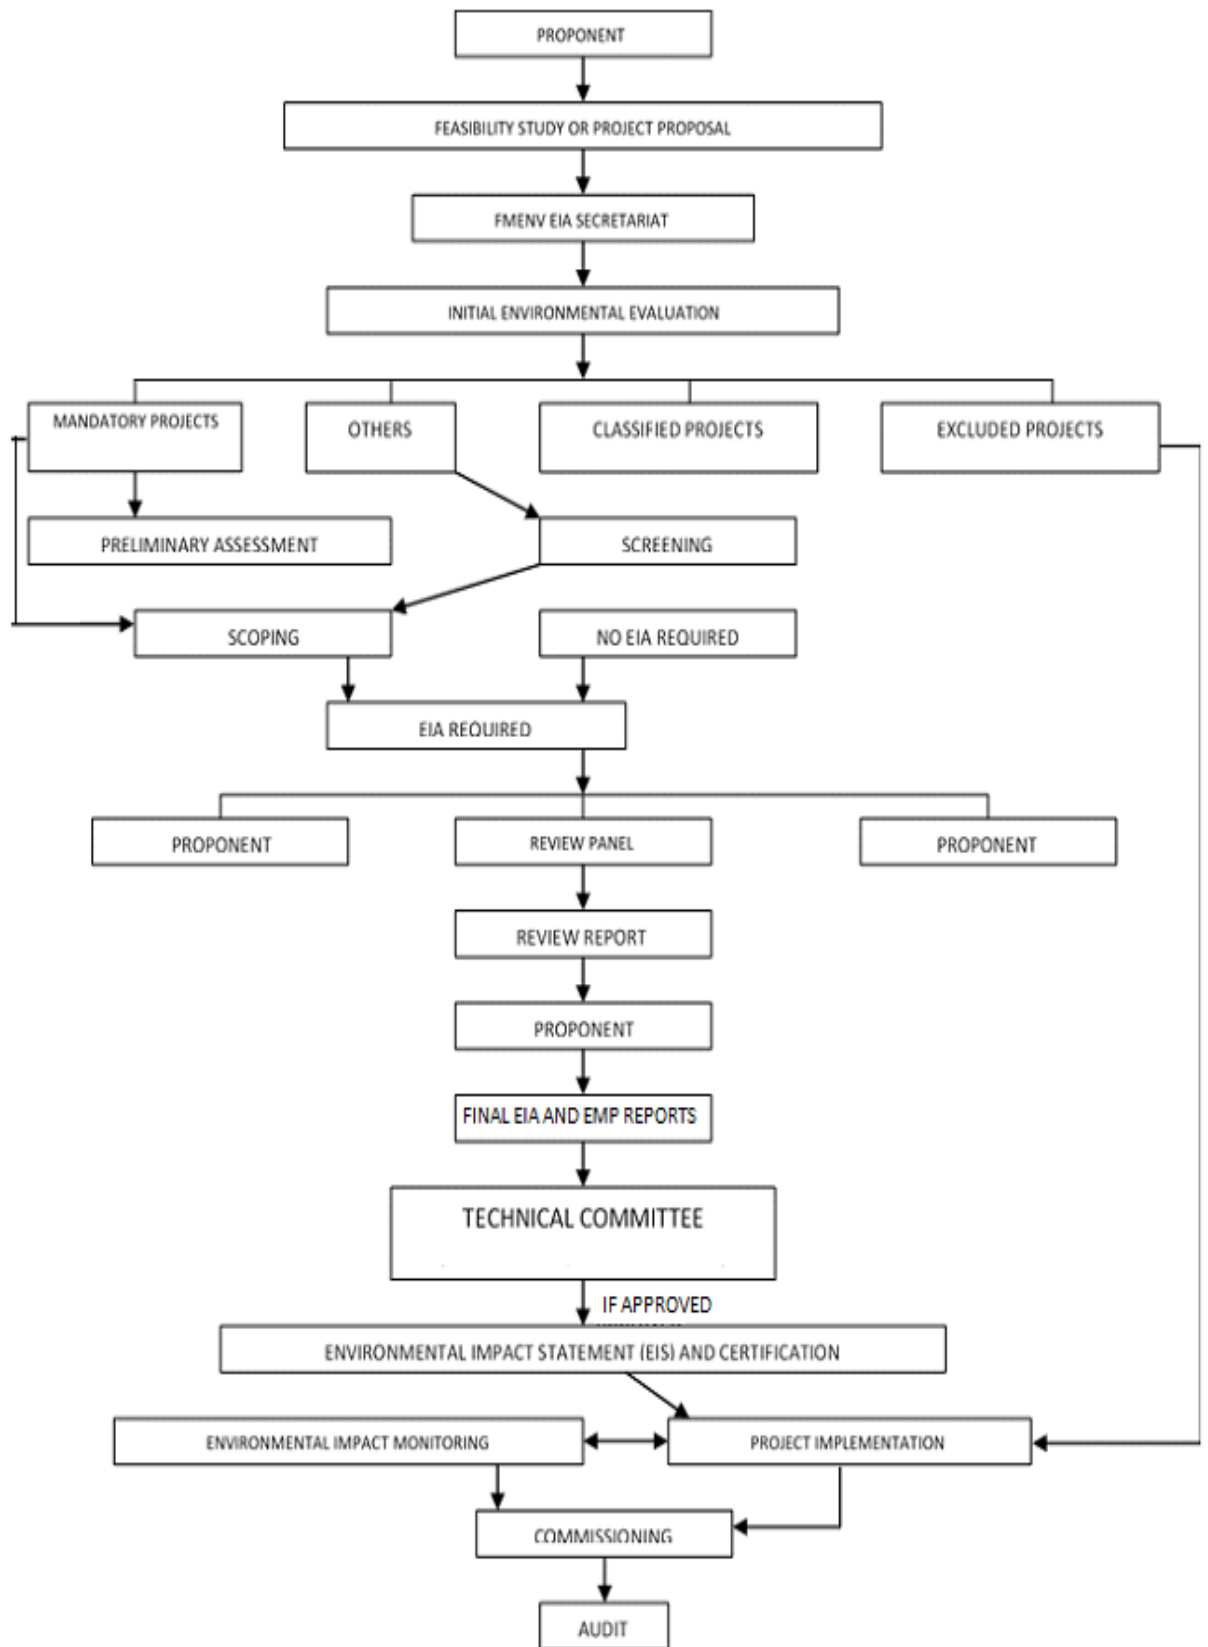 PROPONENT
FEASIBILITY STUDY OR PROJECT PROPOSAL
FMENV EIA SECRETARIAT
INITIAL ENVIRONMENTAL EVALUATION
MANDATORY PROJECTS
OTHERS
CLASSIFIED PROJECTS
EXCLUDED PROJECTS
PRELIMINARY ASSESSMENT
SCREENING
SCOPING
NO EIA REQUIRED
EIA REQUIRED
PROPONENT
REVIEW PANEL
PROPONENT
REVIEW REPORT
PROPONENT
FINAL EIA AND EMP REPORTS
TECHNICAL COMMITTEE
IF APPROVED
ENVIRONMENTAL IMPACT STATEMENT (EIS) AND CERTIFICATION
ENVIRONMENTAL IMPACT MONITORING
PROJECT IMPLEMENTATION
COMMISSIONING
AUDIT